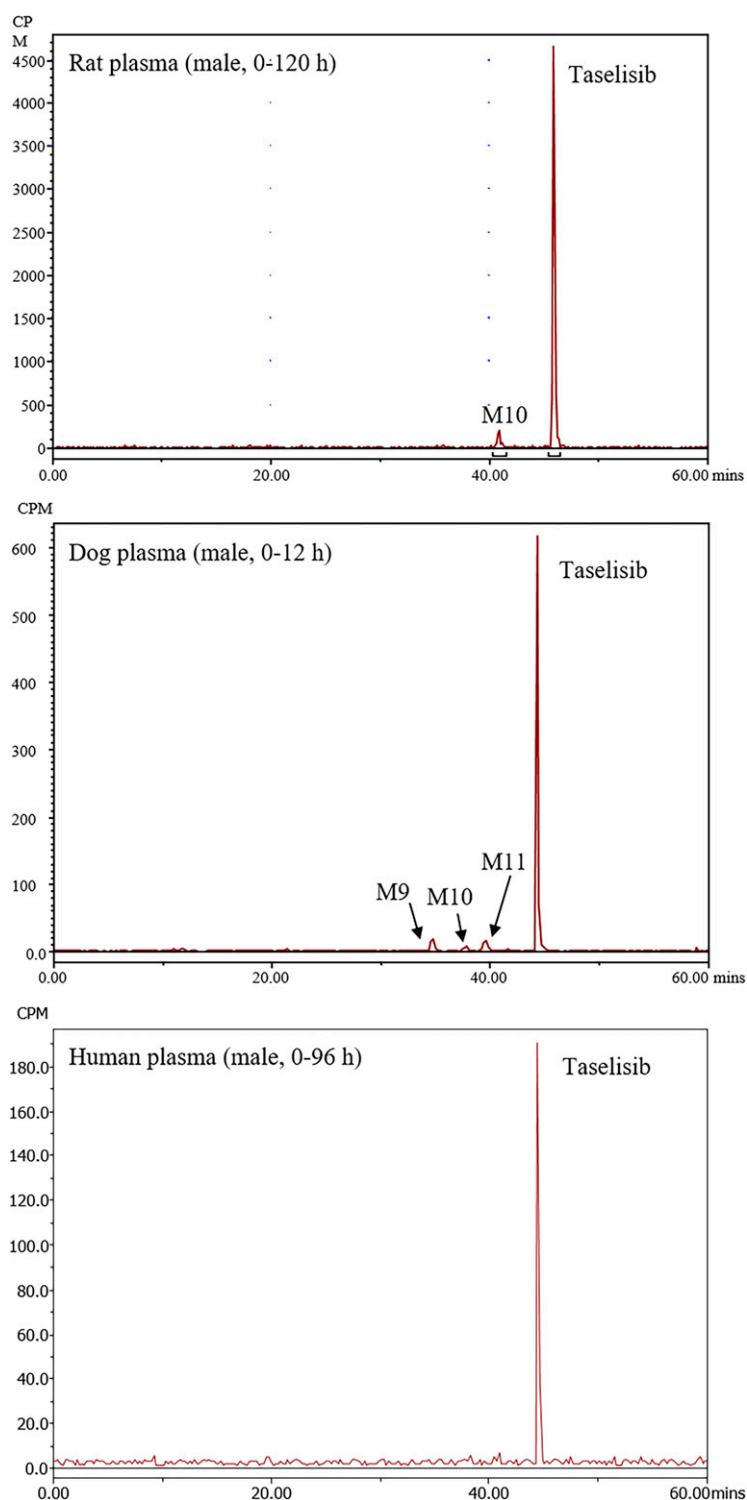 CP
M
Rat plasma (male, 0-120 h)
Taselisib
4500
4000
3500
3000
2500
2000
1500
1000
500
0
M10
0.00 20.00 40.00 60.00 mins
CPM
Dog plasma (male, 0-12 h)
Taselisib
600
500
400
300
200
100
0.0
M9
M10
M11
0.00 20.00 40.00 60.00 mins
CPM
Human plasma (male, 0-96 h)
Taselisib
180.0
160.0
140.0
120.0
100.0
80.0
60.0
40.0
20.0
0.0
0.00 20.00 40.00 60.00mins